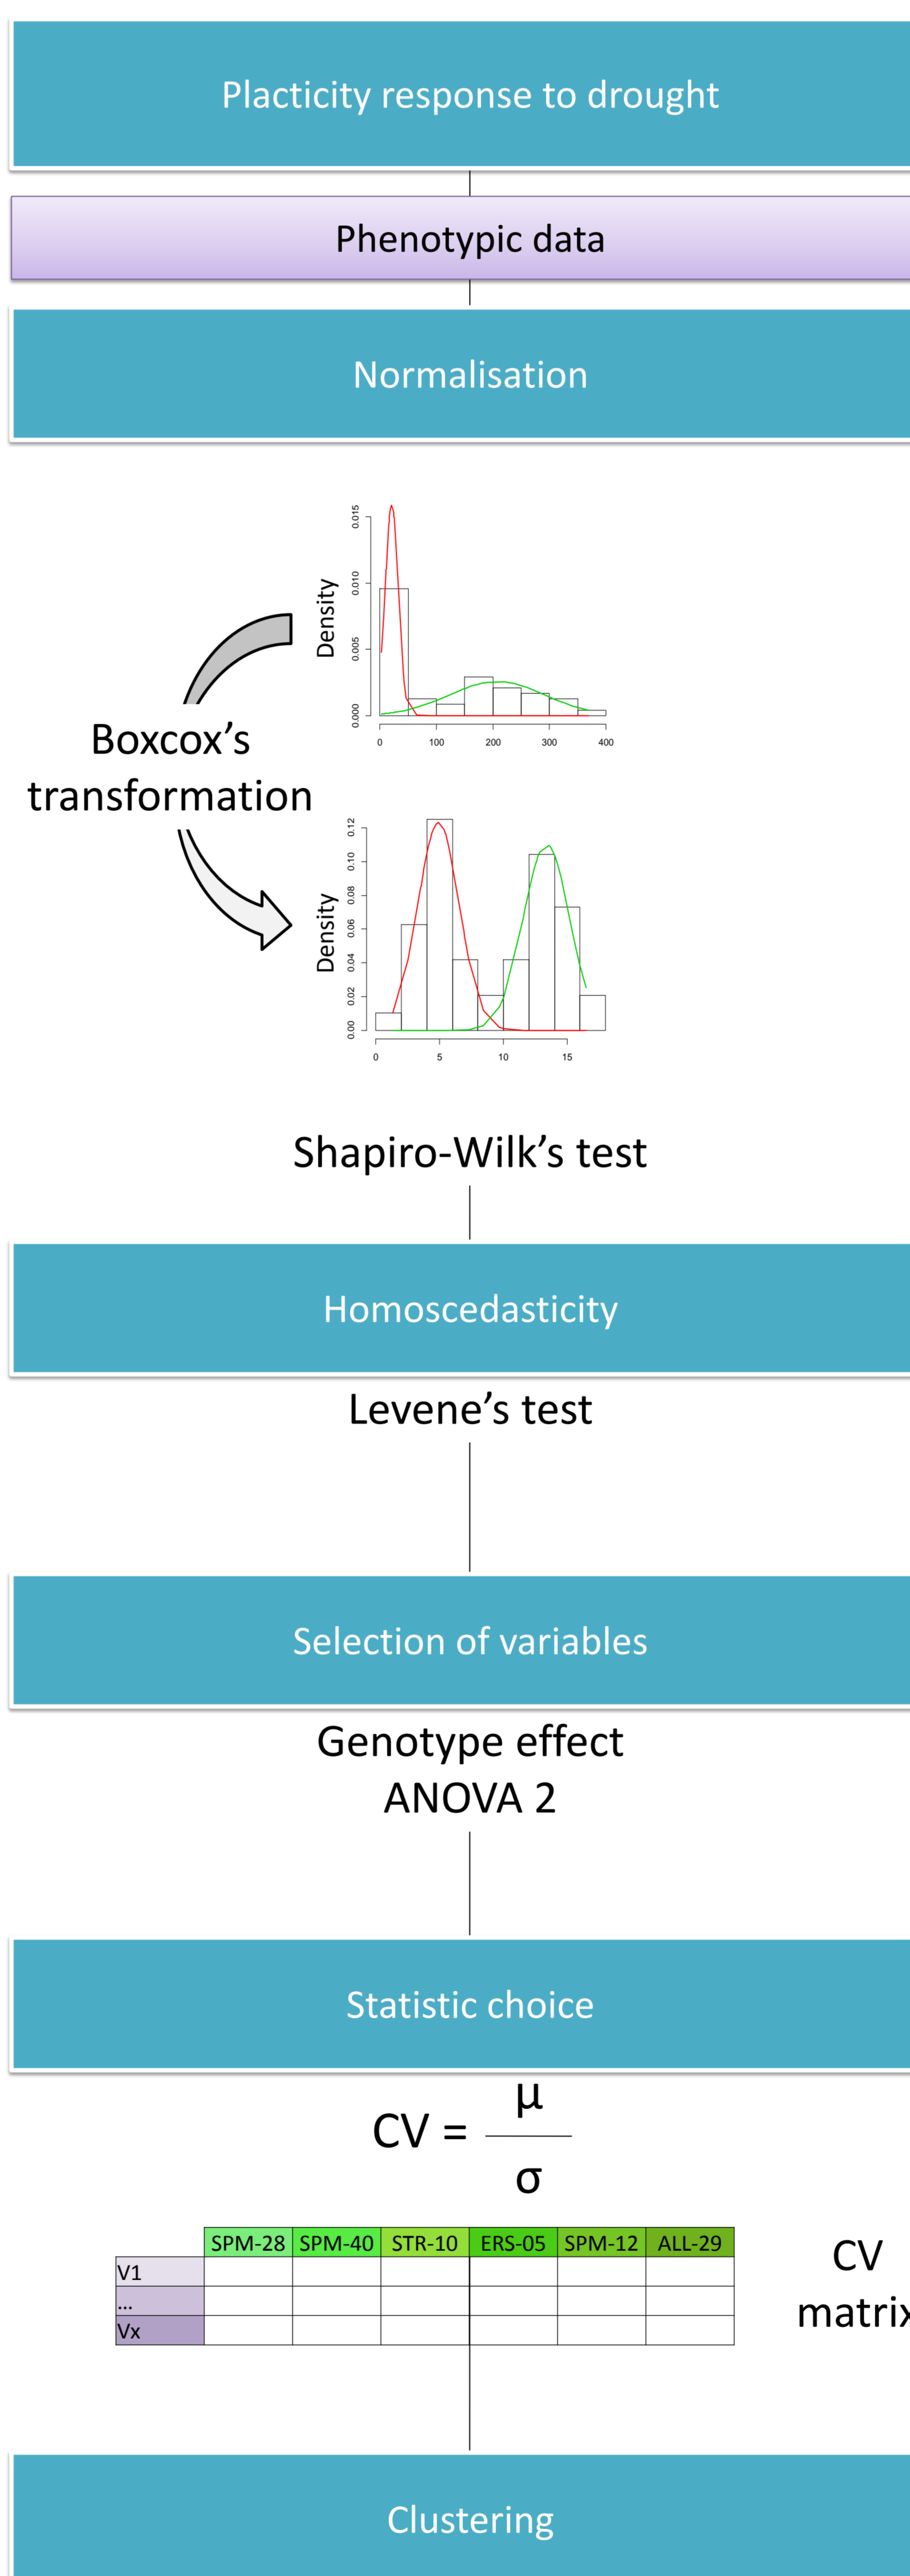 Placticity response to drought
Phenotypic data
Normalisation
Density
0.000 0.005 0.010 0.015
0 100 200 300 400
Boxcox's
transformation
Density
0.00 0.02 0.04 0.06 0.08 0.10 0.12
0 5 10 15
Shapiro-Wilk's test
Homoscedasticity
Levene's test
Selection of variables
Genotype effect
ANOVA 2
Statistic choice
CV = μ
σ
SPM-28 SPM-40 STR-10 ERS-05 SPM-12 ALL-29
V1
...
Vx
CV
matrix
Clustering